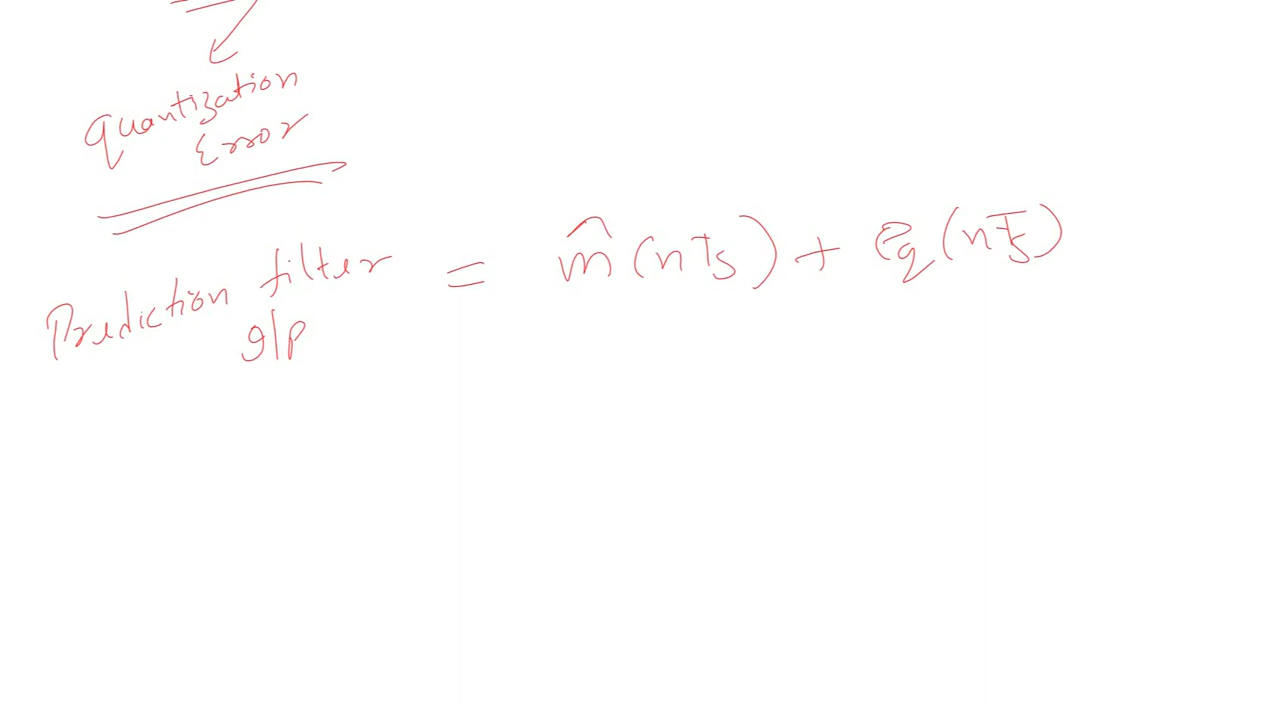 quantization
Error
Prediction filter = m̂(nTs) + eq(nTs)
g/p